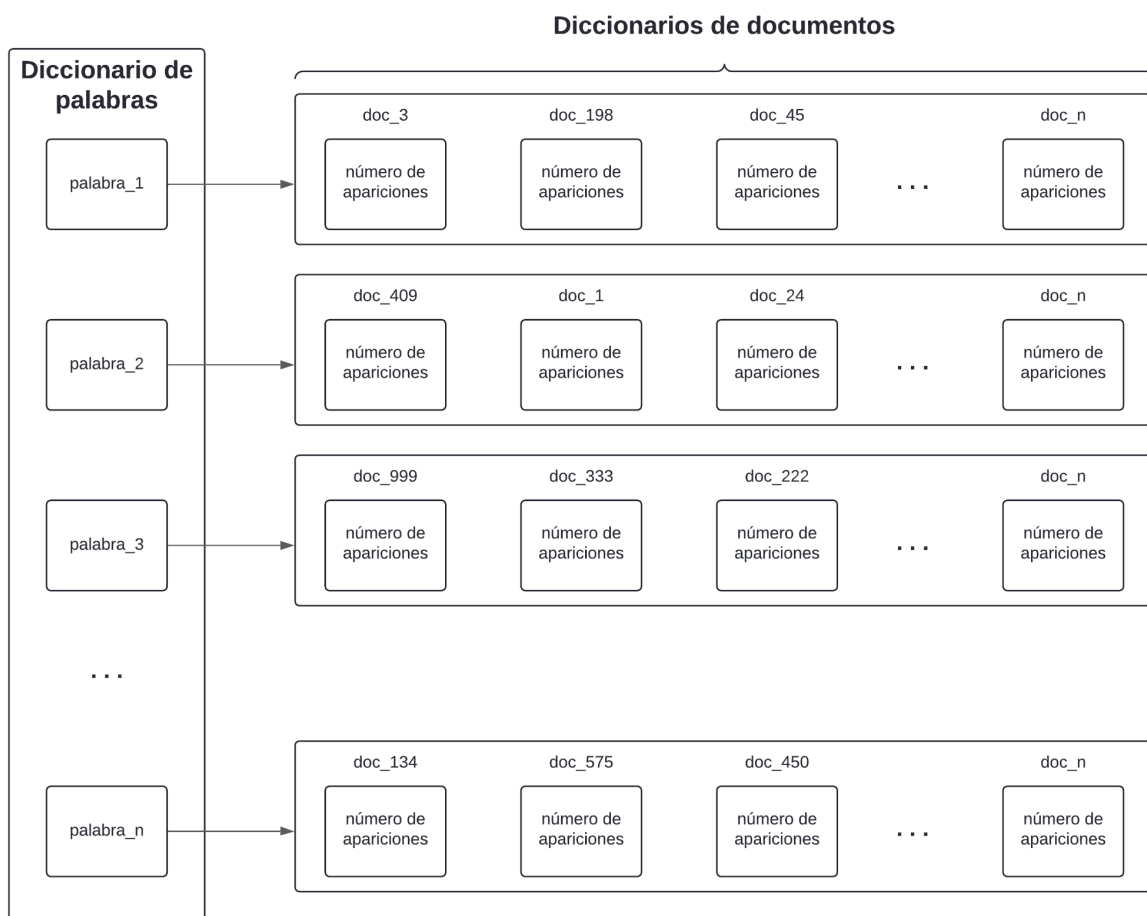 Diccionarios de documentos
Diccionario de
palabras
doc_3 doc_198 doc_45 doc_n
palabra_1
número de
apariciones
número de
apariciones
número de
apariciones
. . .
número de
apariciones
doc_409 doc_1 doc_24 doc_n
palabra_2
número de
apariciones
número de
apariciones
número de
apariciones
. . .
número de
apariciones
doc_999 doc_333 doc_222 doc_n
palabra_3
número de
apariciones
número de
apariciones
número de
apariciones
. . .
número de
apariciones
. . .
doc_134 doc_575 doc_450 doc_n
palabra_n
número de
apariciones
número de
apariciones
número de
apariciones
. . .
número de
apariciones